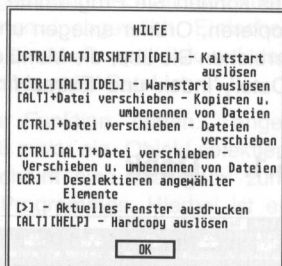 HILFE
[CTRL][ALT][RSHIFT][DEL] - Kaltstart
auslösen
[CTRL][ALT][DEL] - Warmstart auslösen
[ALT]+Datei verschieben - Kopieren u.
umbenennen von Dateien
[CTRL]+Datei verschieben - Dateien
verschieben
[CTRL][ALT]+Datei verschieben -
Verschieben u. umbenennen von Dateien
[CR] - Deselektieren angewählter
Elemente
[>] - Aktuelles Fenster ausdrucken
[ALT][HELP] - Hardcopy auslösen
OK